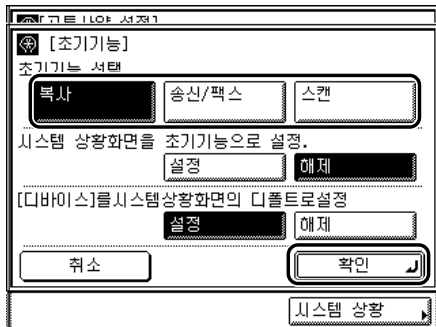 [초기기능]
초기기능 선택
복사 송신/팩스 스캔
시스템 상황화면을 초기기능으로 설정.
설정 해제
[디바이스]를시스템상황화면의 디폴트로설정
설정 해제
취소 확인
시스템 상황